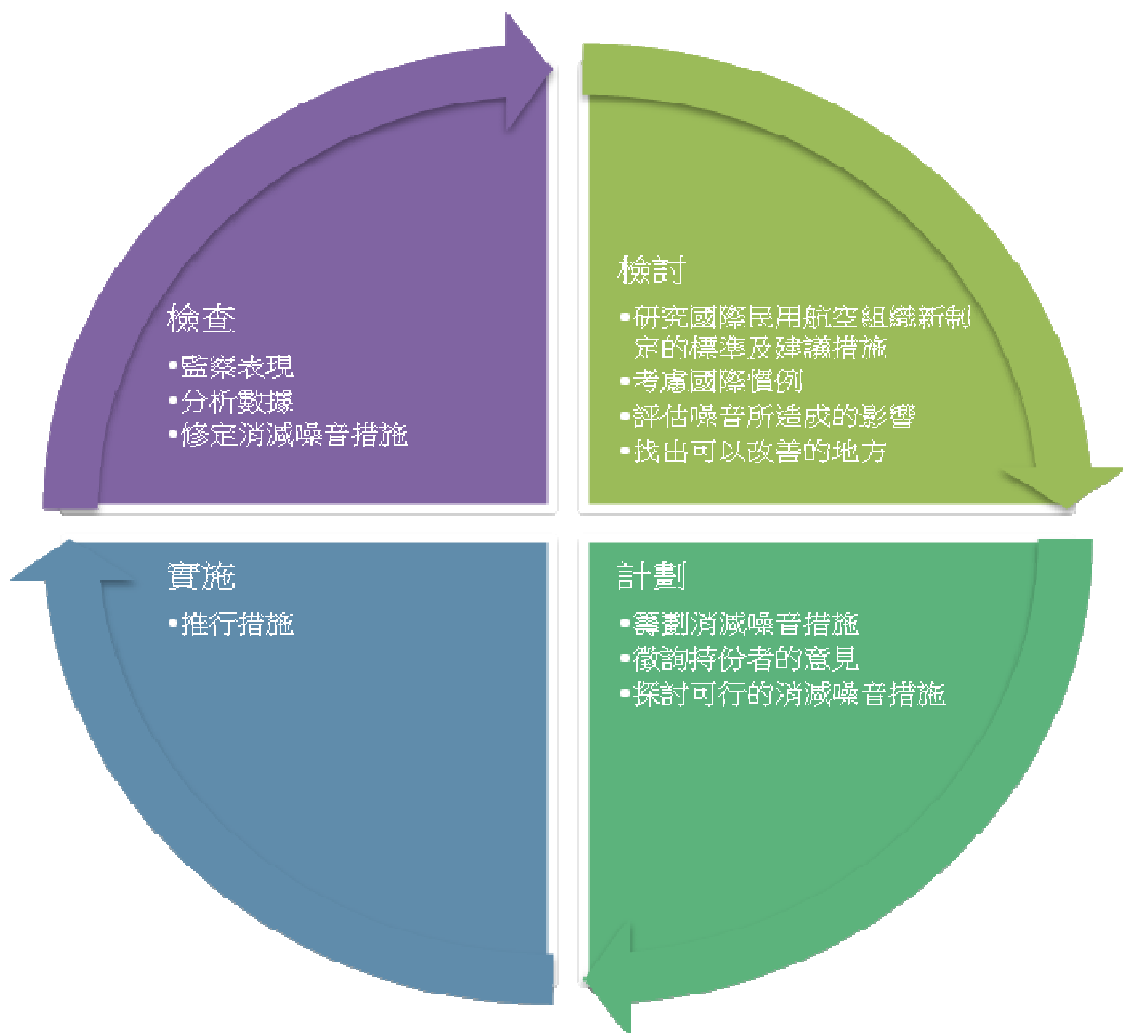 檢查
•監察表現
•分析數據
•修定消減噪音措施
檢討
•研究國際民用航空組織新制
定的標準及建議措施
•考慮國際慣例
•評估噪音所造成的影響
•找出可以改善的地方
實施
•推行措施
計劃
•籌劃消減噪音措施
•徵詢持份者的意見
•探討可行的消減噪音措施